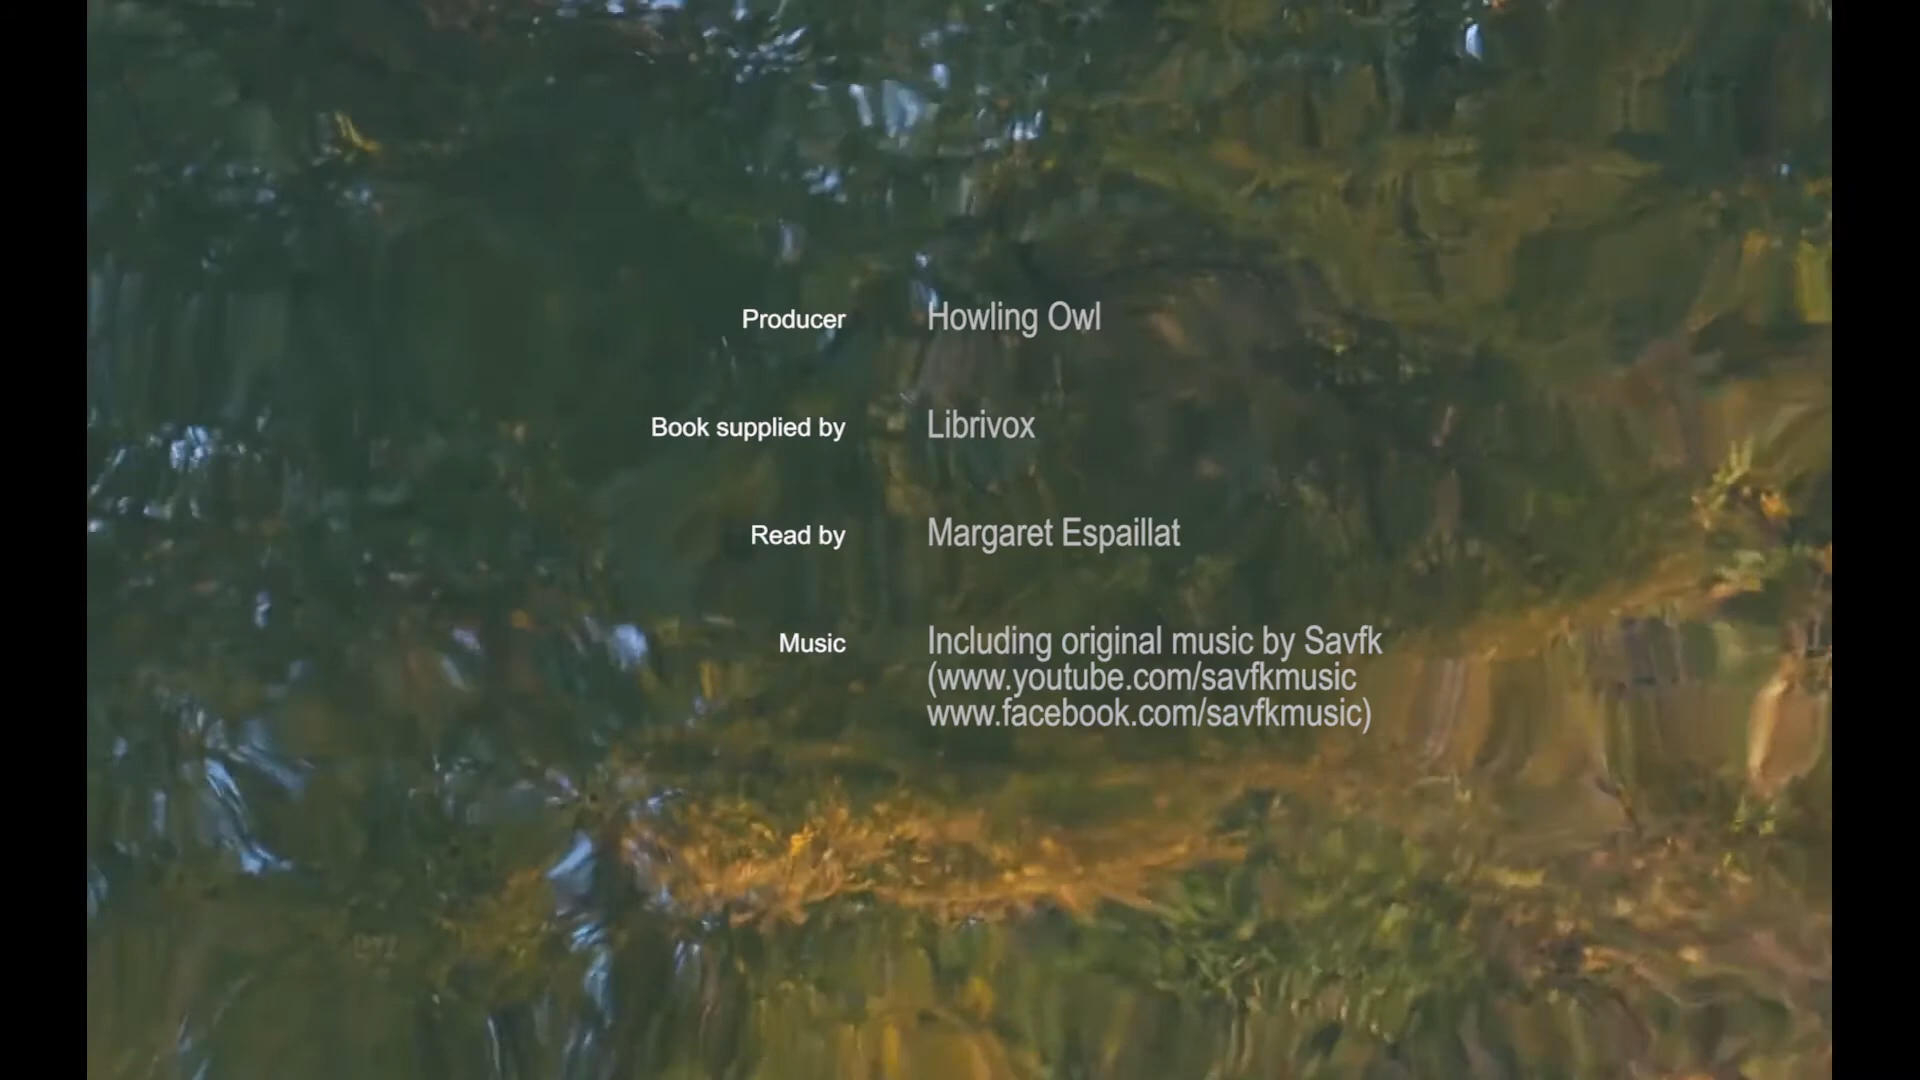 Producer Howling Owl
Book supplied by Librivox
Read by Margaret Espaillat
Music Including original music by Savfk
(www.youtube.com/savfkmusic
www.facebook.com/savfkmusic)